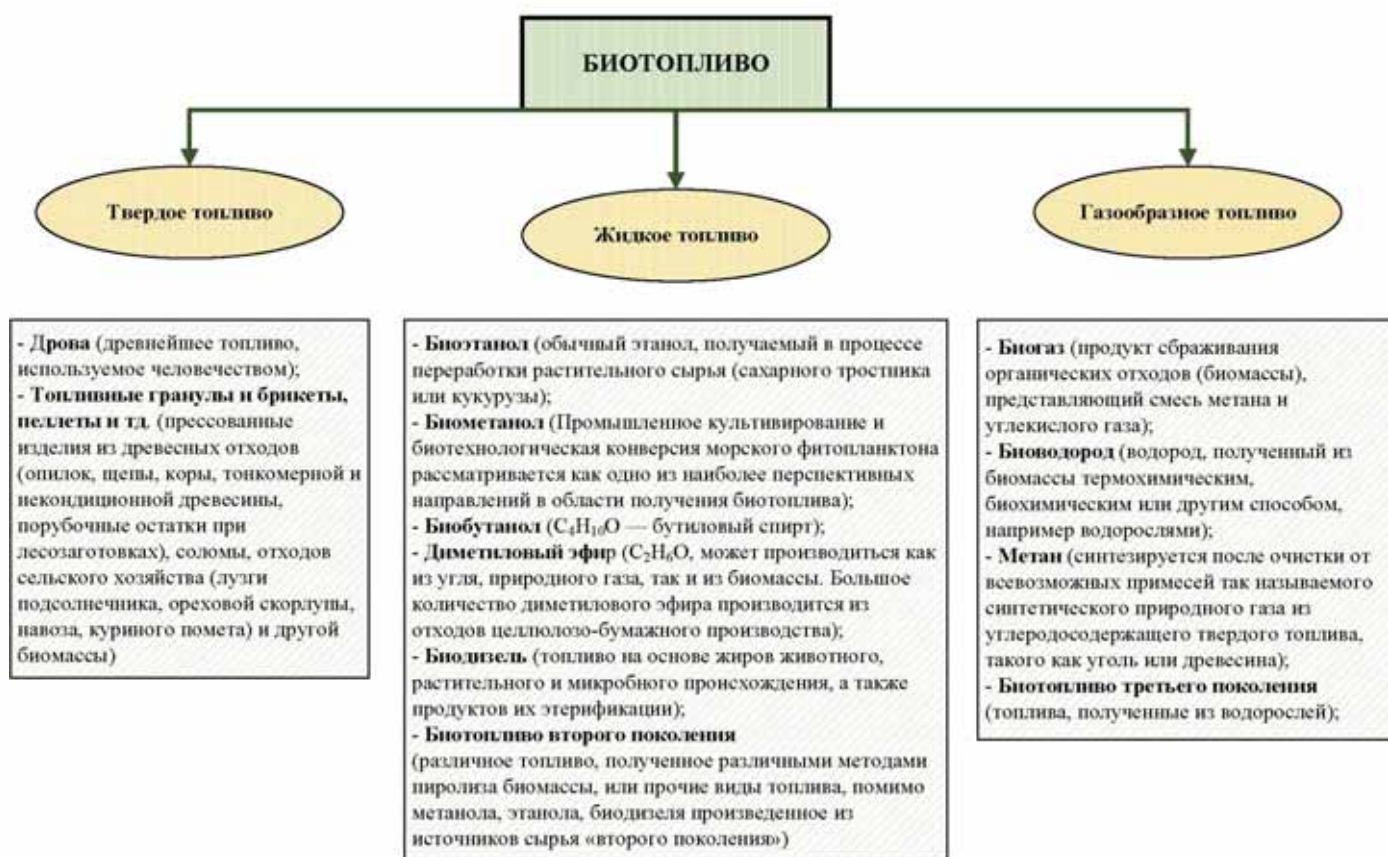 БИОТОПЛИВО
Твердое топливо
Жидкое топливо
Газообразное топливо
- Дрова (древнейшее топливо,
используемое человечеством);
- Топливные гранулы и брикеты,
пеллеты и тд. (прессованные
изделия из древесных отходов
(опилок, щепы, коры, тонкомерной и
некондиционной древесины,
порубочные остатки при
лесозаготовках), соломы, отходов
сельского хозяйства (лузги
подсолнечника, ореховой скорлупы,
навоза, куриного помета) и другой
биомассы)
- Биоэтанол (обычный этанол, получаемый в процессе
переработки растительного сырья (сахарного тростника
или кукурузы);
- Биометанол (Промышленное культивирование и
биотехнологическая конверсия морского фитопланктона
рассматривается как одно из наиболее перспективных
направлений в области получения биотоплива);
- Биобутанол (C₄H₁₀O — бутиловый спирт);
- Диметиловый эфир (C₂H₆O, может производиться как
из угля, природного газа, так и из биомассы. Большое
количество диметилового эфира производится из
отходов целлюлозо-бумажного производства);
- Биодизель (топливо на основе жиров животного,
растительного и микробного происхождения, а также
продуктов их этерификации);
- Биотопливо второго поколения
(различное топливо, полученное различными методами
пиролиза биомассы, или прочие виды топлива, помимо
метанола, этанола, биодизеля произведенное из
источников сырья «второго поколения»)
- Биогаз (продукт сбраживания
органических отходов (биомассы),
представляющий смесь метана и
углекислого газа);
- Биоводород (водород, полученный из
биомассы термохимическим,
биохимическим или другим способом,
например водорослями);
- Метан (синтезируется после очистки от
всевозможных примесей так называемого
синтетического природного газа из
углеродосодержащего твердого топлива,
такого как уголь или древесина);
- Биотопливо третьего поколения
(топлива, полученные из водорослей);